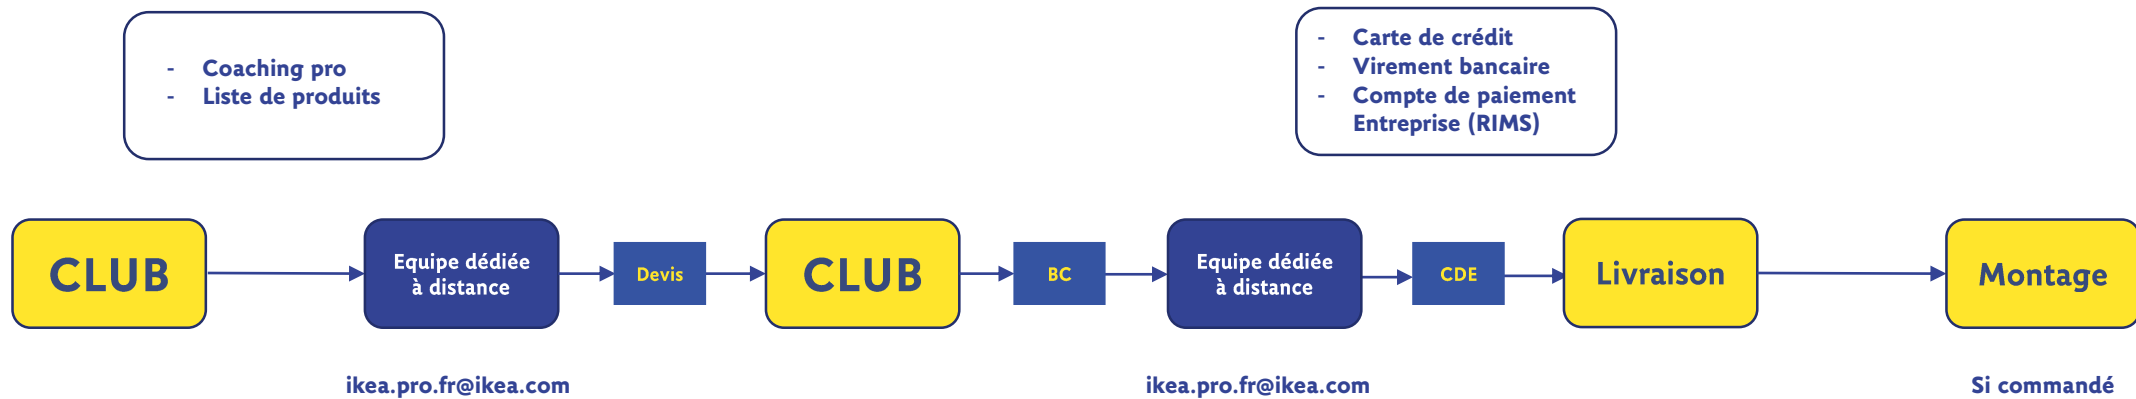 - Coaching pro
- Liste de produits
- Carte de crédit
- Virement bancaire
- Compte de paiement
Entreprise (RIMS)
CLUB
Equipe dédiée
à distance
Devis
CLUB
BC
Equipe dédiée
à distance
CDE
Livraison
Montage
ikea.pro.fr@ikea.com
ikea.pro.fr@ikea.com
Si commandé